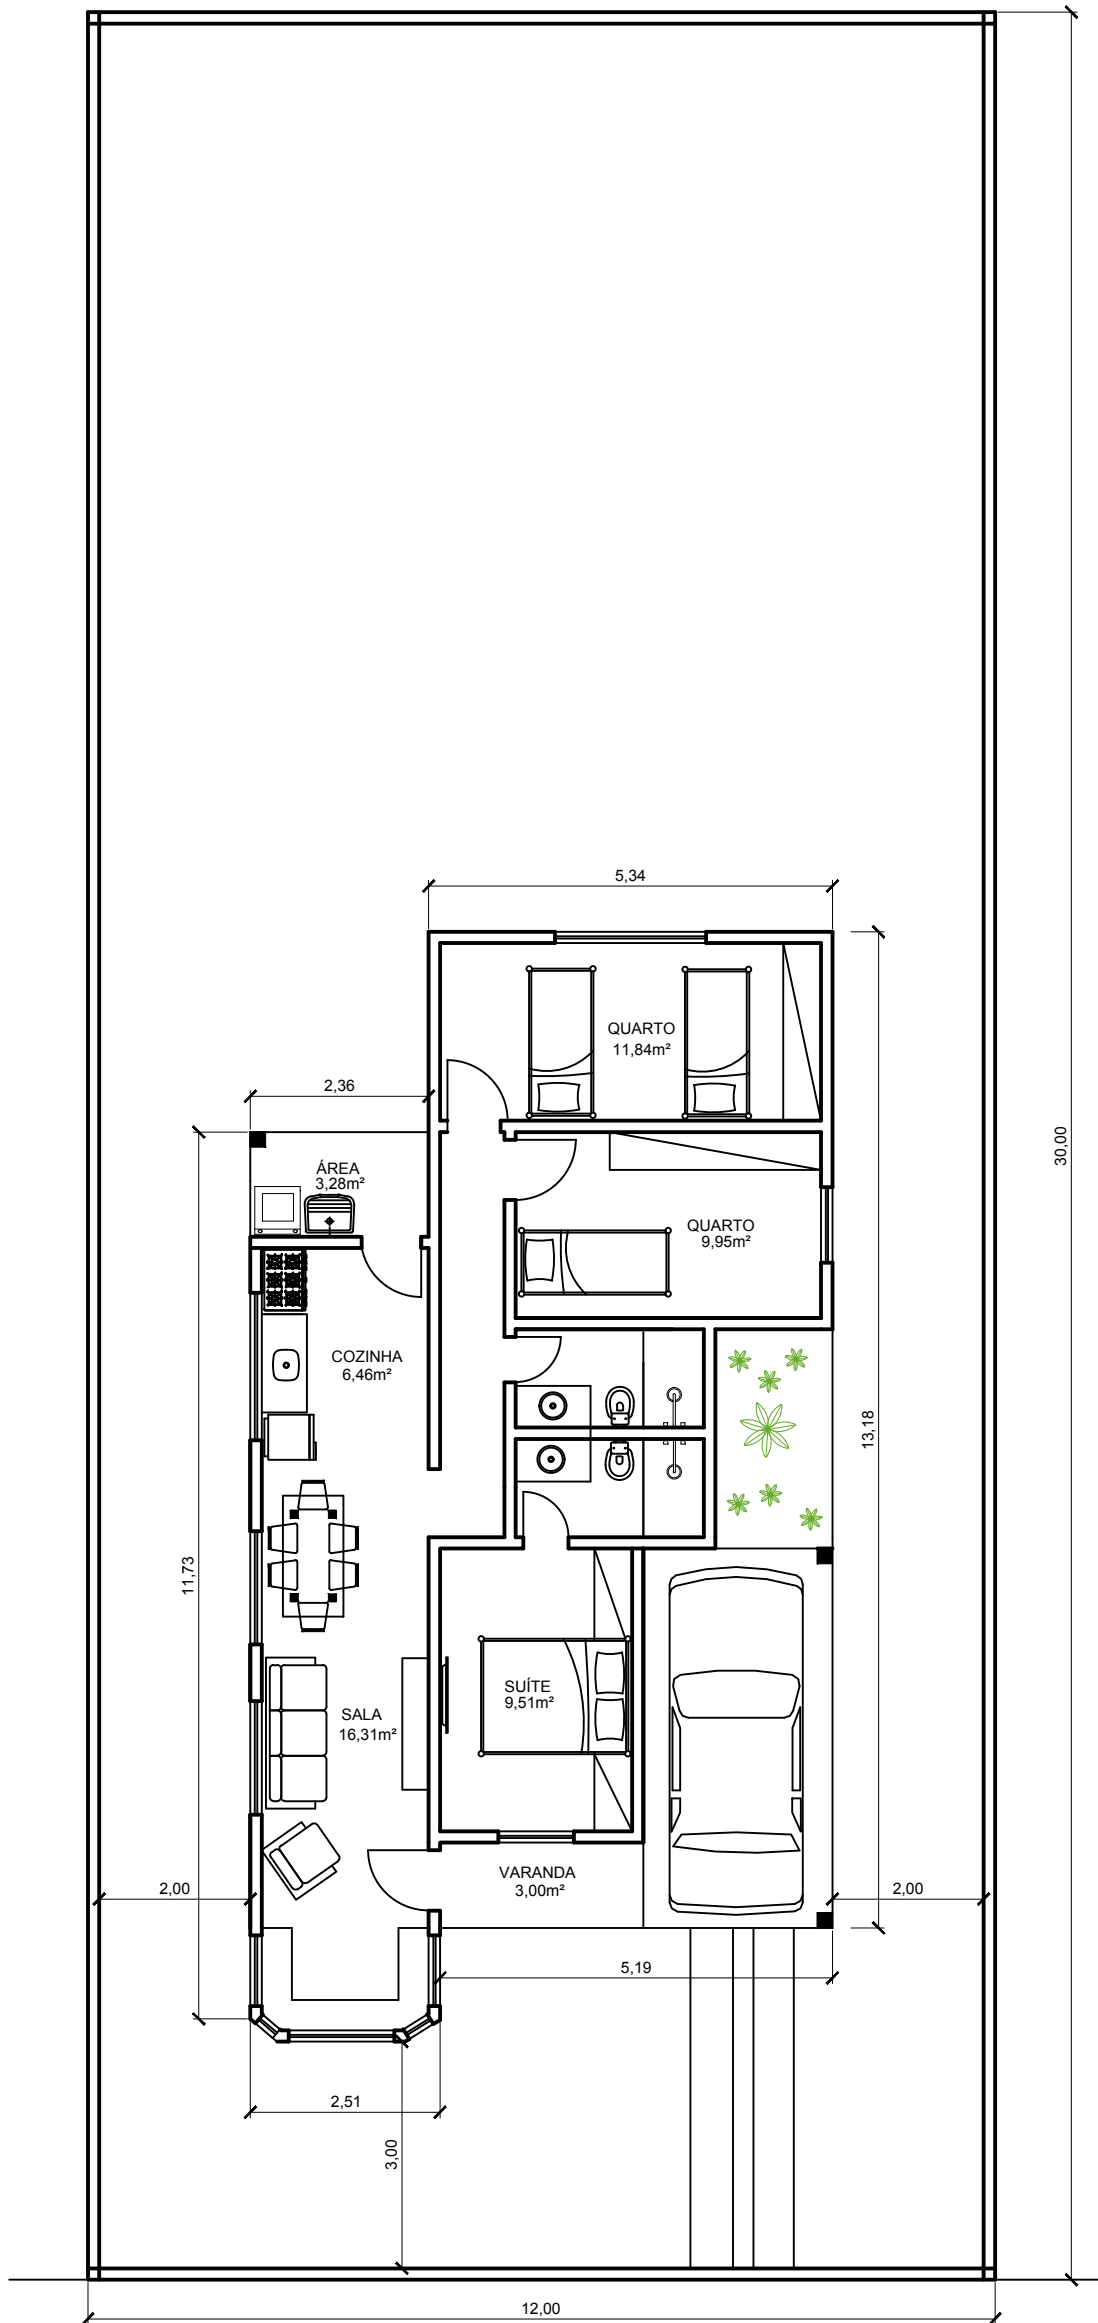 5,34
QUARTO
11,84m²
2,36
30,00
ÁREA
3,28m²
QUARTO
9,95m²
COZINHA
6,46m²
13,18
11,73
SUÍTE
9,51m²
SALA
16,31m²
VARANDA
3,00m²
2,00
2,00
5,19
2,51
3,00
12,00